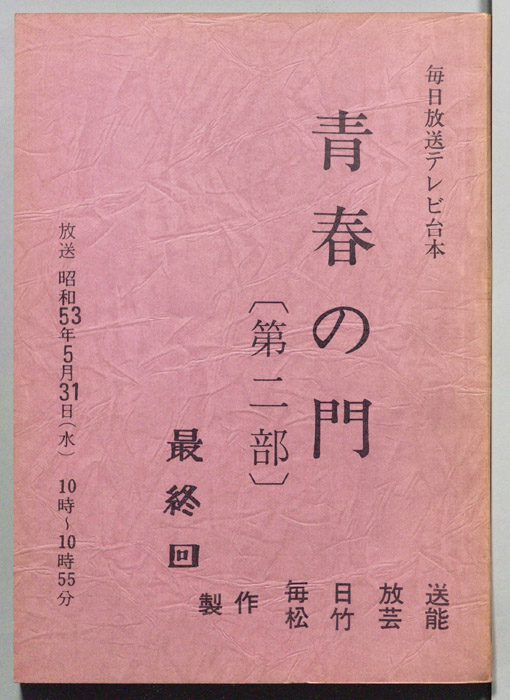 毎日放送テレビ台本
青春の門
〔第二部〕
最終回
放送 昭和53年5月31日(水) 10時~10時55分
製作 毎日放送
松竹芸能